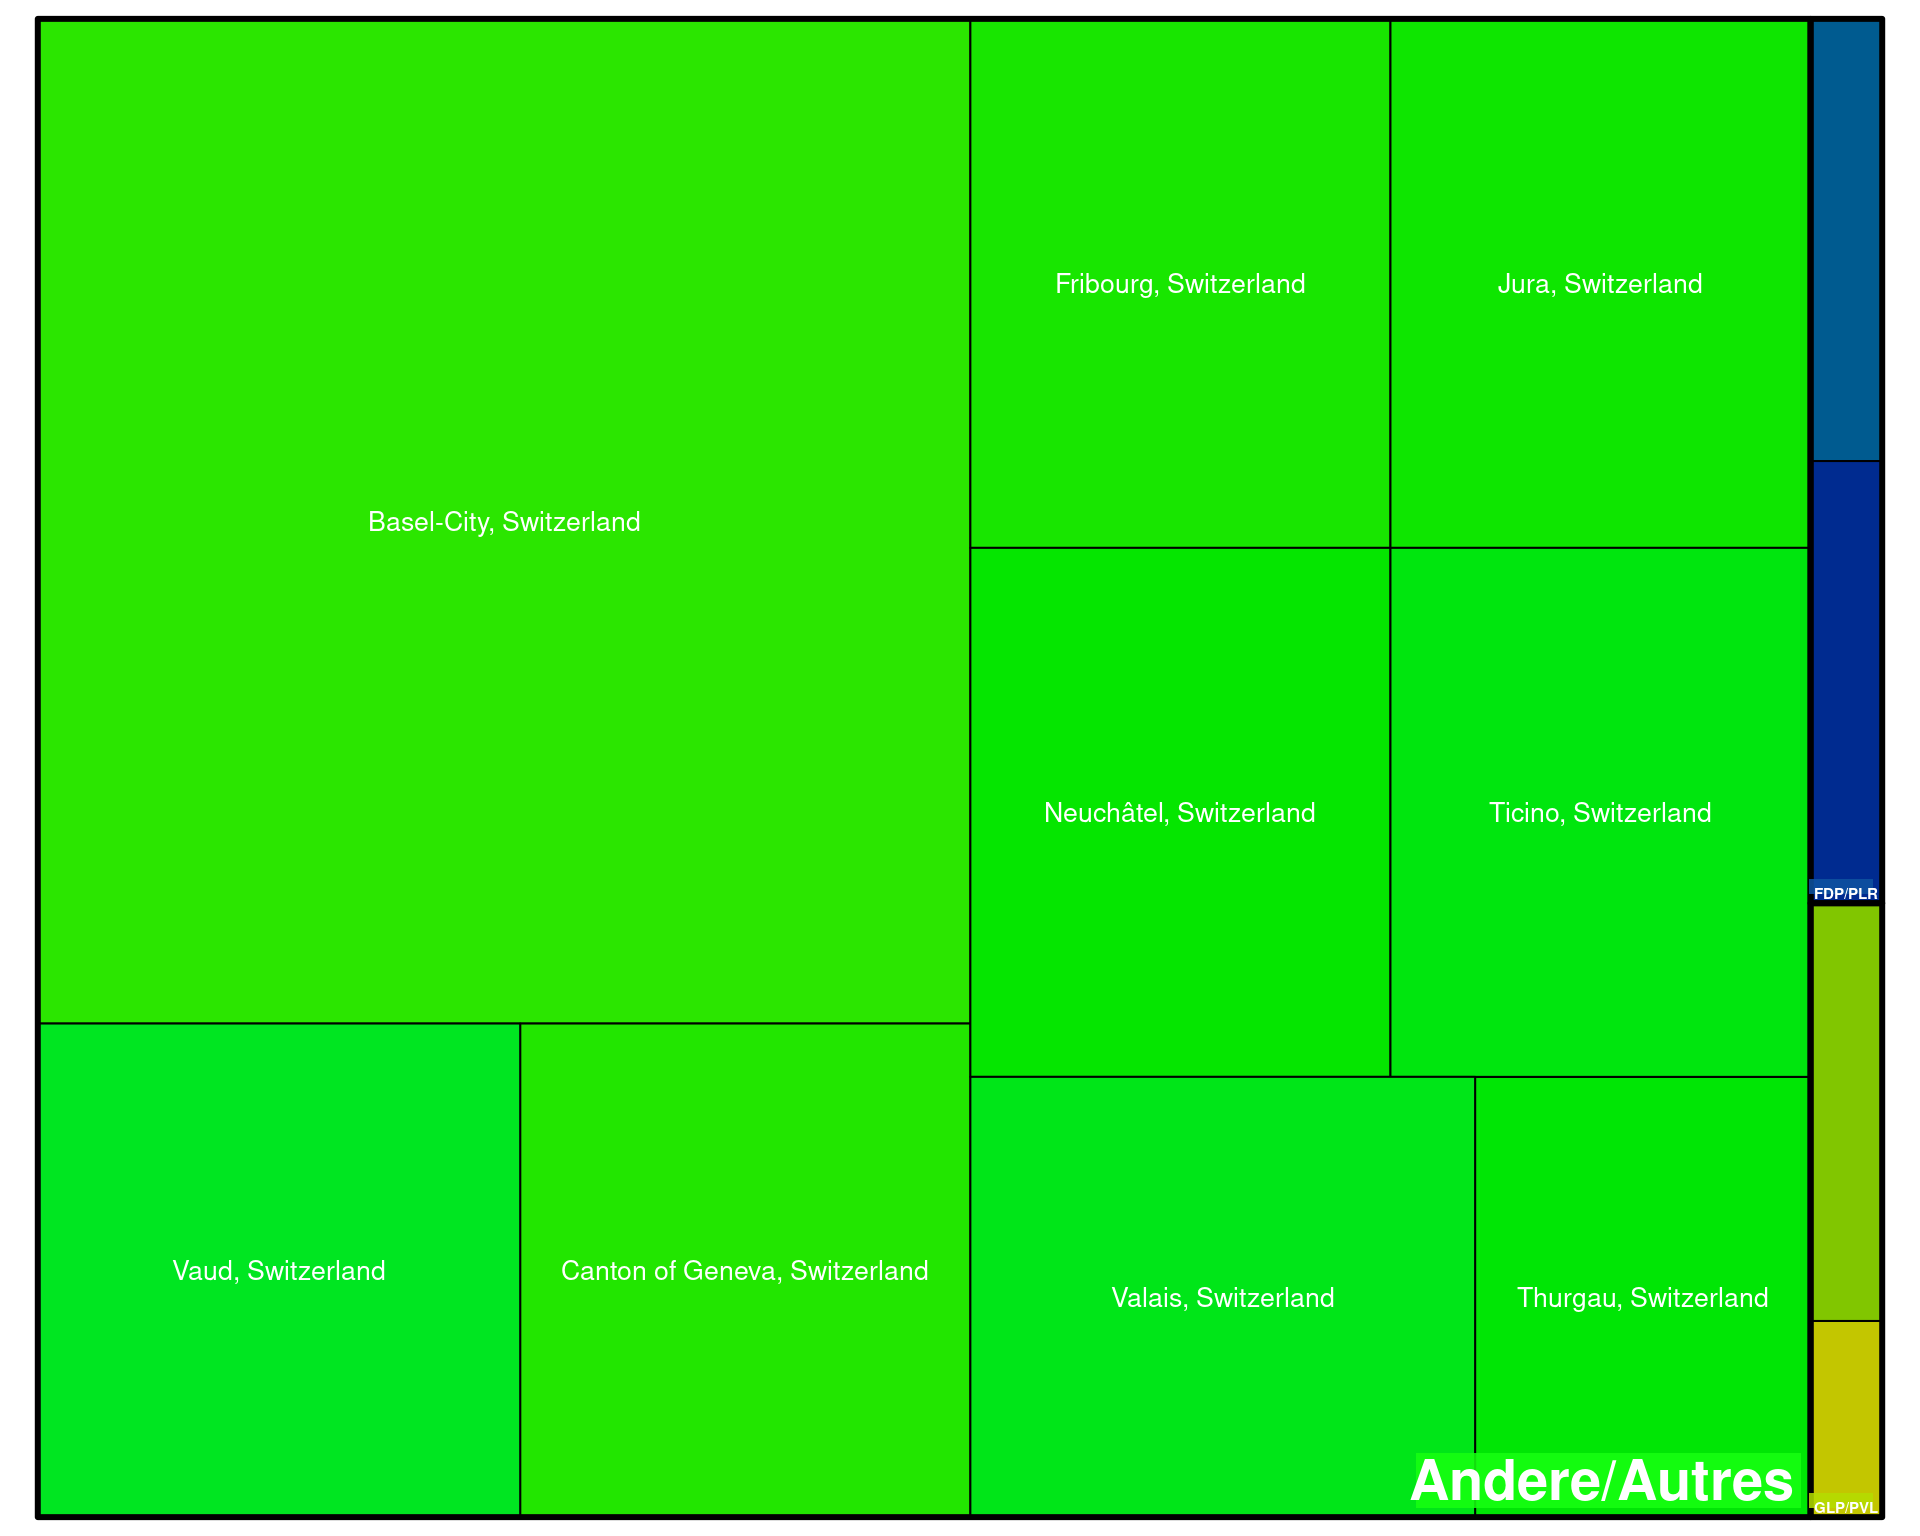 Basel-City, Switzerland
Fribourg, Switzerland
Jura, Switzerland
Neuchâtel, Switzerland
Ticino, Switzerland
FDP/PLR
Vaud, Switzerland
Canton of Geneva, Switzerland
Valais, Switzerland
Thurgau, Switzerland
Andere/Autres
GLP/PVL